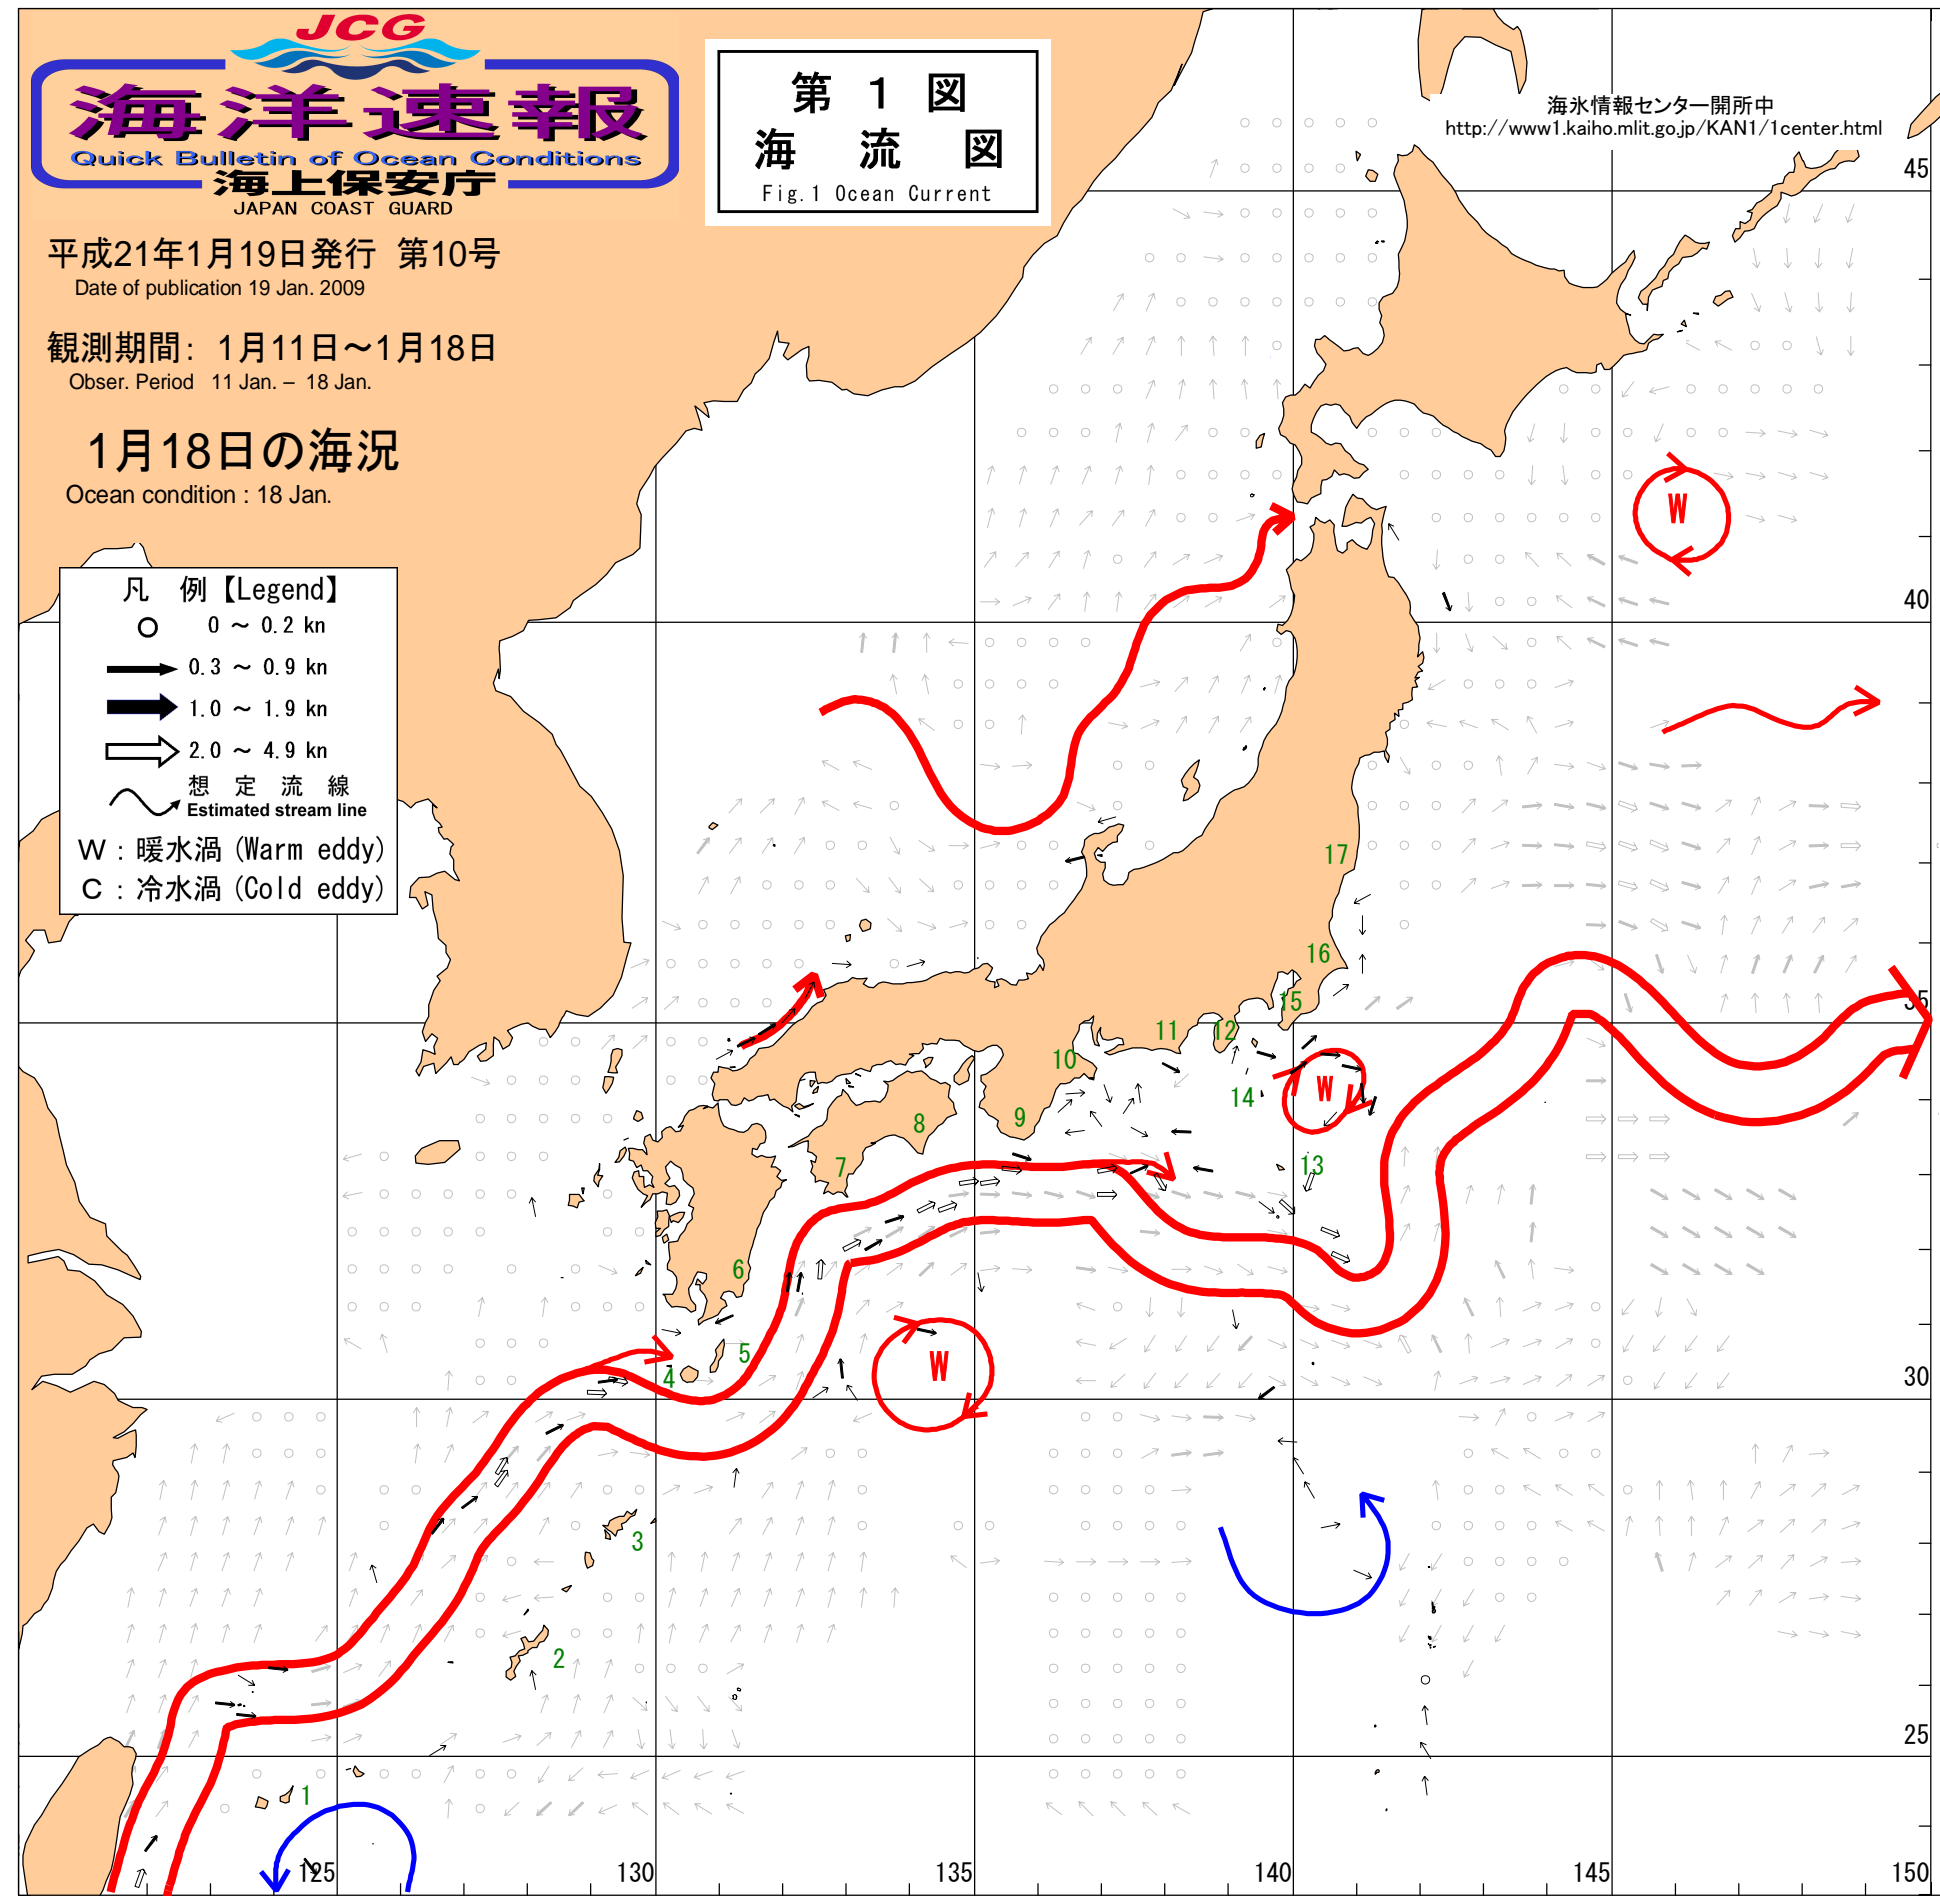 JCG
海洋速報
Quick Bulletin of Ocean Conditions
海上保安庁
JAPAN COAST GUARD
第 1 図
海 流 図
Fig.1 Ocean Current
海氷情報センター開所中
http://www1.kaiho.mlit.go.jp/KAN1/1center.html
平成21年1月19日発行 第10号
Date of publication 19 Jan. 2009
観測期間: 1月11日～1月18日
Obser. Period 11 Jan. – 18 Jan.
1月18日の海況
Ocean condition : 18 Jan.
凡 例【Legend】
0 ～ 0.2 kn
0.3 ～ 0.9 kn
1.0 ～ 1.9 kn
2.0 ～ 4.9 kn
想 定 流 線
Estimated stream line
W : 暖水渦 (Warm eddy)
C : 冷水渦 (Cold eddy)
45
W
40
17
16
15
35
12
11
10
14
W
9
8
13
7
6
5
W
4
30
3
2
25
1
125
130
135
140
145
150